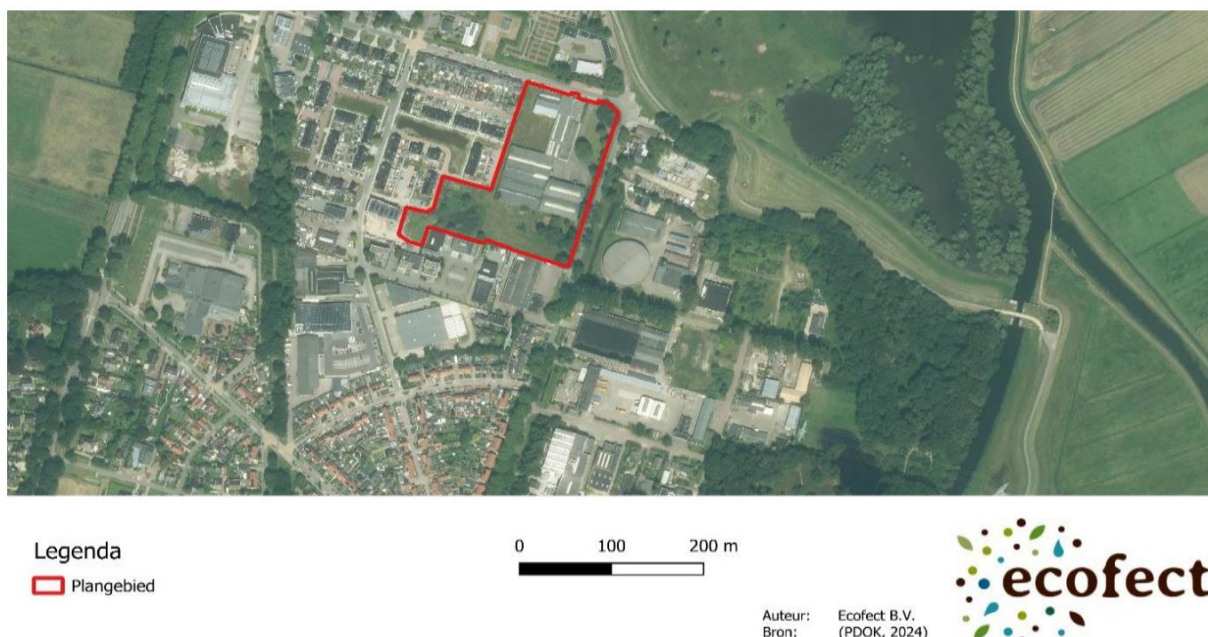 Legenda
Plangebied
0 100 200 m
Auteur: Ecofect B.V.
Bron: (PDOK, 2024)
ecofect